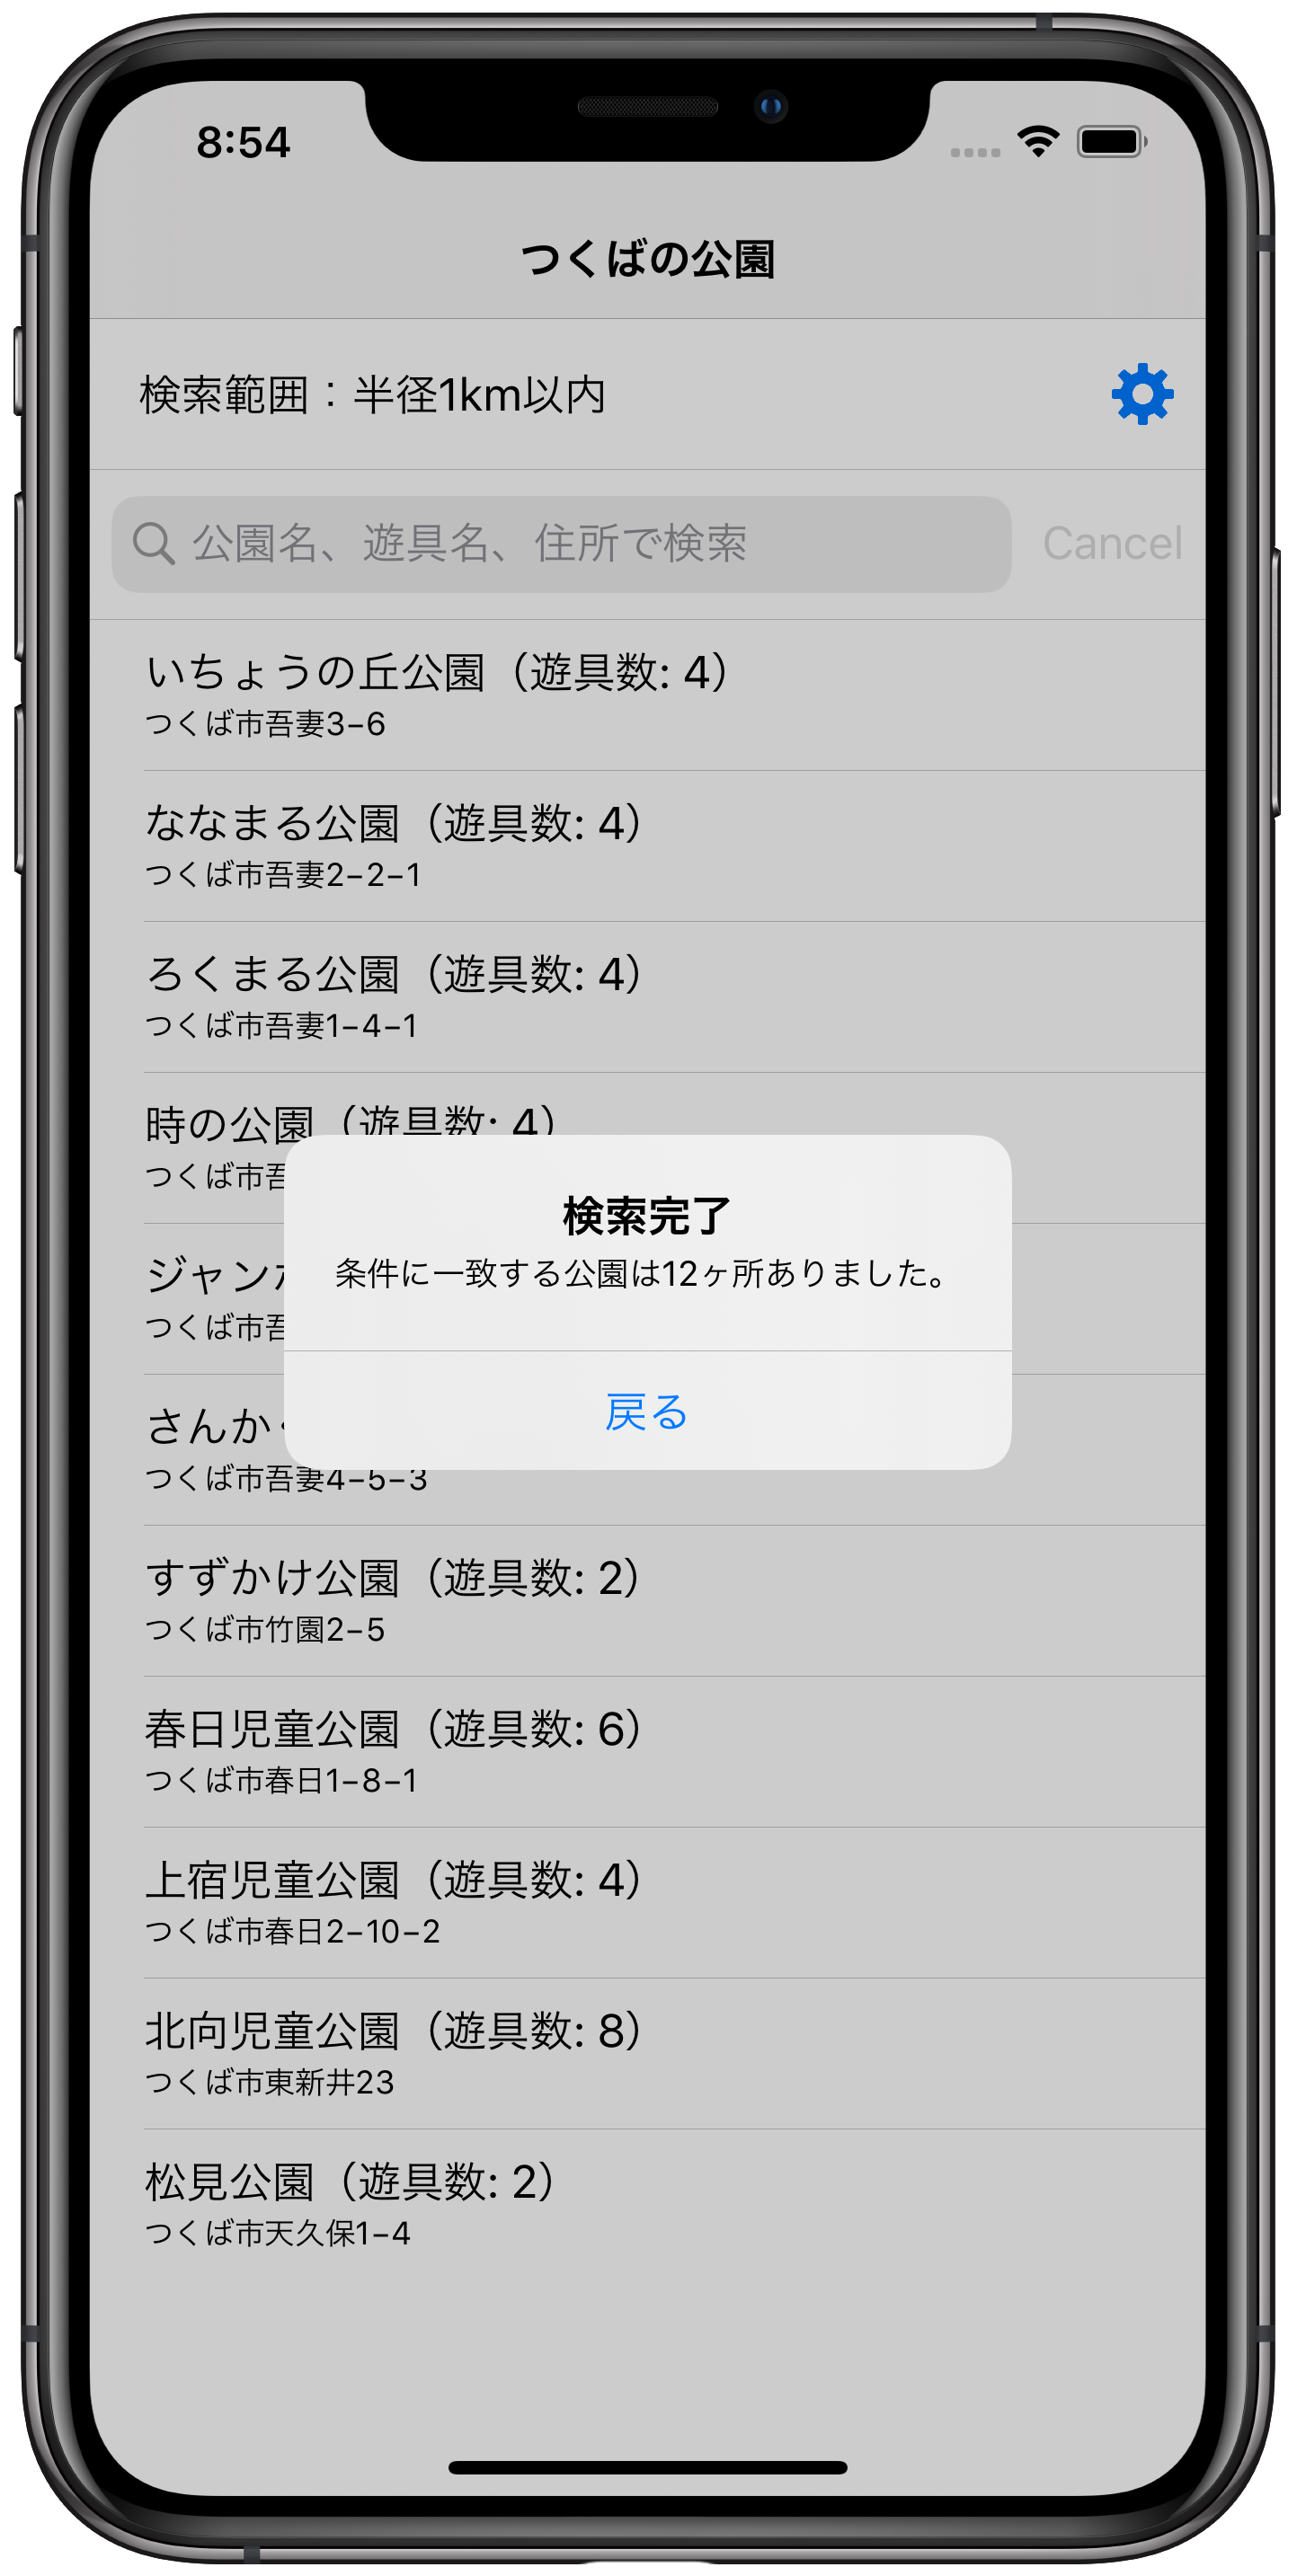 8:54
つくばの公園
検索範囲：半径1km以内
公園名、遊具名、住所で検索
Cancel
いちょうの丘公園（遊具数: 4）
つくば市吾妻3−6
ななまる公園（遊具数: 4）
つくば市吾妻2−2−1
ろくまる公園（遊具数: 4）
つくば市吾妻1−4−1
時の公園（遊具数: 4）
つくば市吾
ジャン
つくば市吾
検索完了
条件に一致する公園は12ヶ所ありました。
戻る
さんか
つくば市吾妻4−5−3
すずかけ公園（遊具数: 2）
つくば市竹園2−5
春日児童公園（遊具数: 6）
つくば市春日1−8−1
上宿児童公園（遊具数: 4）
つくば市春日2−10−2
北向児童公園（遊具数: 8）
つくば市東新井23
松見公園（遊具数: 2）
つくば市天久保1−4